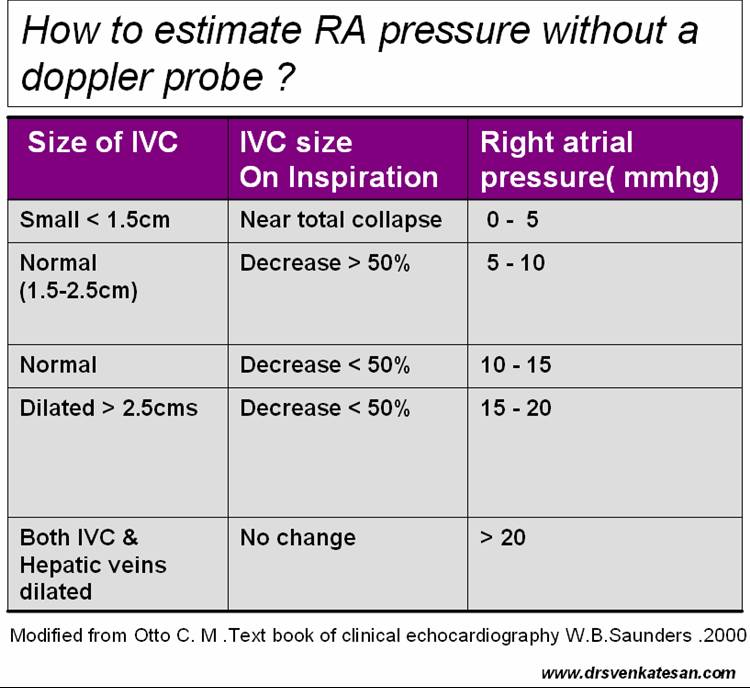 How to estimate RA pressure without a
doppler probe ?
Size of IVC
IVC size
On Inspiration
Right atrial
pressure( mmhg)
Small < 1.5cm
Near total collapse
0 - 5
Normal
(1.5-2.5cm)
Decrease > 50%
5 - 10
Normal
Decrease < 50%
10 - 15
Dilated > 2.5cms
Decrease < 50%
15 - 20
Both IVC &
Hepatic veins
dilated
No change
> 20
Modified from Otto C. M .Text book of clinical echocardiography W.B.Saunders .2000
www.drsvenkatesan.com